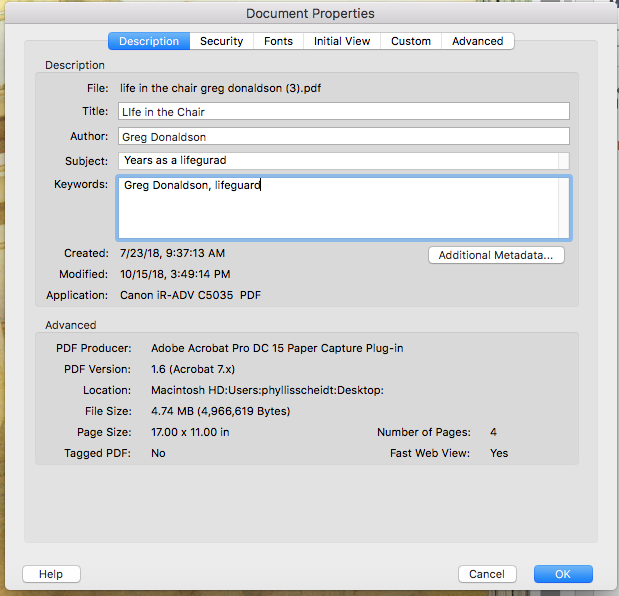 Document Properties
Description Security Fonts Initial View Custom Advanced
Description
File: life in the chair greg donaldson (3).pdf
Title: LIfe in the Chair
Author: Greg Donaldson
Subject: Years as a lifegurad
Keywords: Greg Donaldson, lifeguard
Created: 7/23/18, 9:37:13 AM
Additional Metadata...
Modified: 10/15/18, 3:49:14 PM
Application: Canon iR-ADV C5035 PDF
Advanced
PDF Producer: Adobe Acrobat Pro DC 15 Paper Capture Plug-in
PDF Version: 1.6 (Acrobat 7.x)
Location: Macintosh HD:Users:phyllisscheidt:Desktop:
File Size: 4.74 MB (4,966,619 Bytes)
Page Size: 17.00 x 11.00 in Number of Pages: 4
Tagged PDF: No Fast Web View: Yes
Help Cancel OK